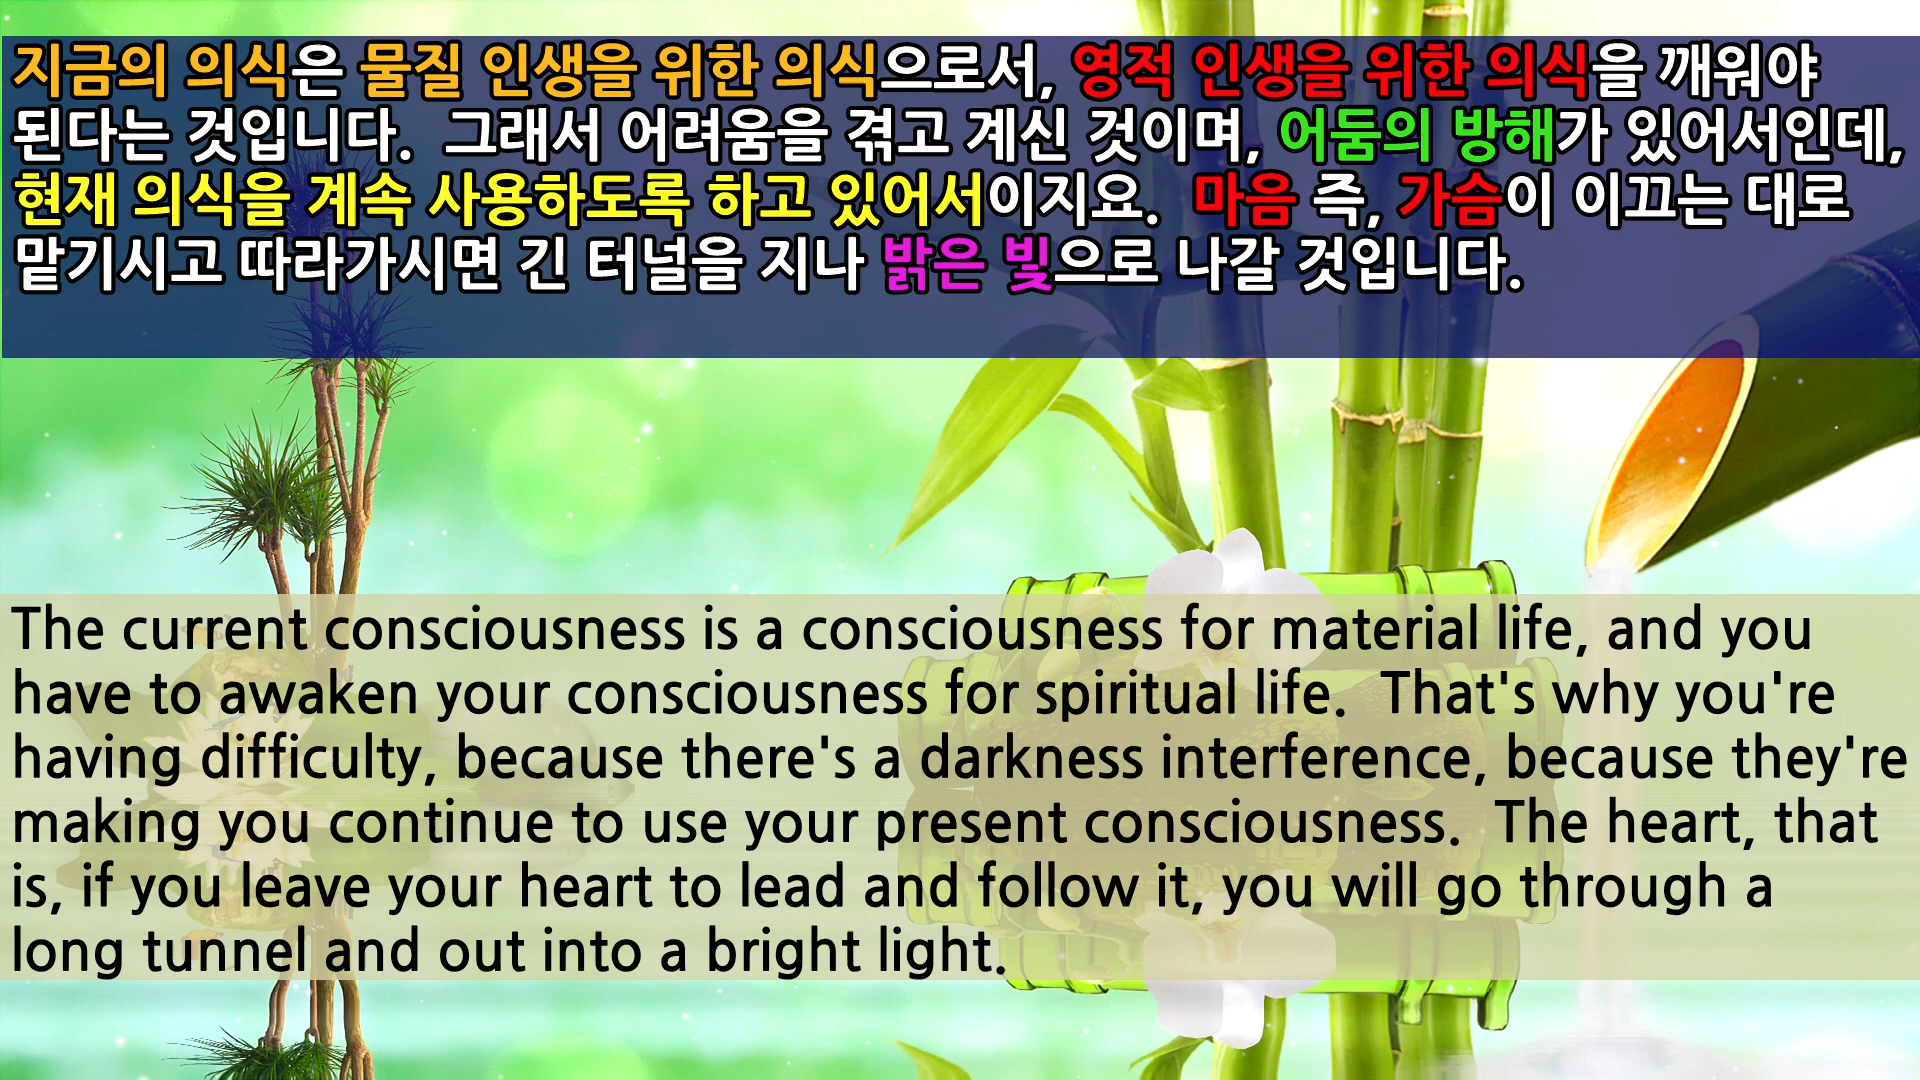 지금의 의식은 물질 인생을 위한 의식으로서, 영적 인생을 위한 의식을 깨워야
된다는 것입니다.  그래서 어려움을 겪고 계신 것이며, 어둠의 방해가 있어서인데,
현재 의식을 계속 사용하도록 하고 있어서이지요.  마음 즉, 가슴이 이끄는 대로
맡기시고 따라가시면 긴 터널을 지나 밝은 빛으로 나갈 것입니다.
The current consciousness is a consciousness for material life, and you
have to awaken your consciousness for spiritual life.  That's why you're
having difficulty, because there's a darkness interference, because they're
making you continue to use your present consciousness.  The heart, that
is, if you leave your heart to lead and follow it, you will go through a
long tunnel and out into a bright light.